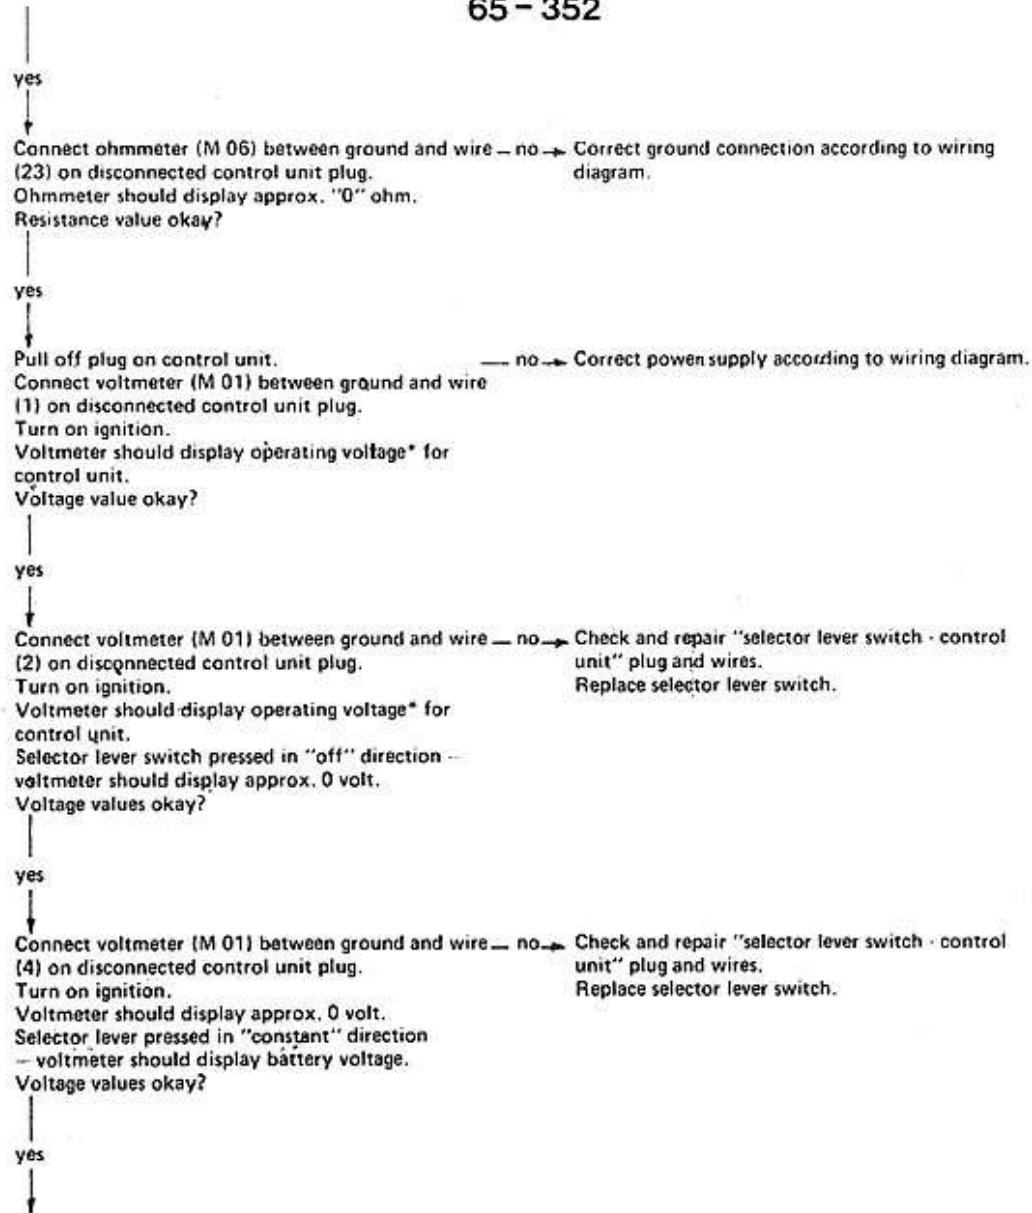 65 – 352
yes
Connect ohmmeter (M 06) between ground and wire – no → Correct ground connection according to wiring
(23) on disconnected control unit plug. diagram.
Ohmmeter should display approx. "0" ohm.
Resistance value okay?
yes
Pull off plug on control unit. — no → Correct power supply according to wiring diagram.
Connect voltmeter (M 01) between ground and wire
(1) on disconnected control unit plug.
Turn on ignition.
Voltmeter should display operating voltage* for
control unit.
Voltage value okay?
yes
Connect voltmeter (M 01) between ground and wire – no → Check and repair "selector lever switch - control
(2) on disconnected control unit plug. unit" plug and wires.
Turn on ignition. Replace selector lever switch.
Voltmeter should display operating voltage* for
control unit.
Selector lever switch pressed in "off" direction –
voltmeter should display approx. 0 volt.
Voltage values okay?
yes
Connect voltmeter (M 01) between ground and wire – no → Check and repair "selector lever switch - control
(4) on disconnected control unit plug. unit" plug and wires.
Turn on ignition. Replace selector lever switch.
Voltmeter should display approx. 0 volt.
Selector lever pressed in "constant" direction
– voltmeter should display battery voltage.
Voltage values okay?
yes